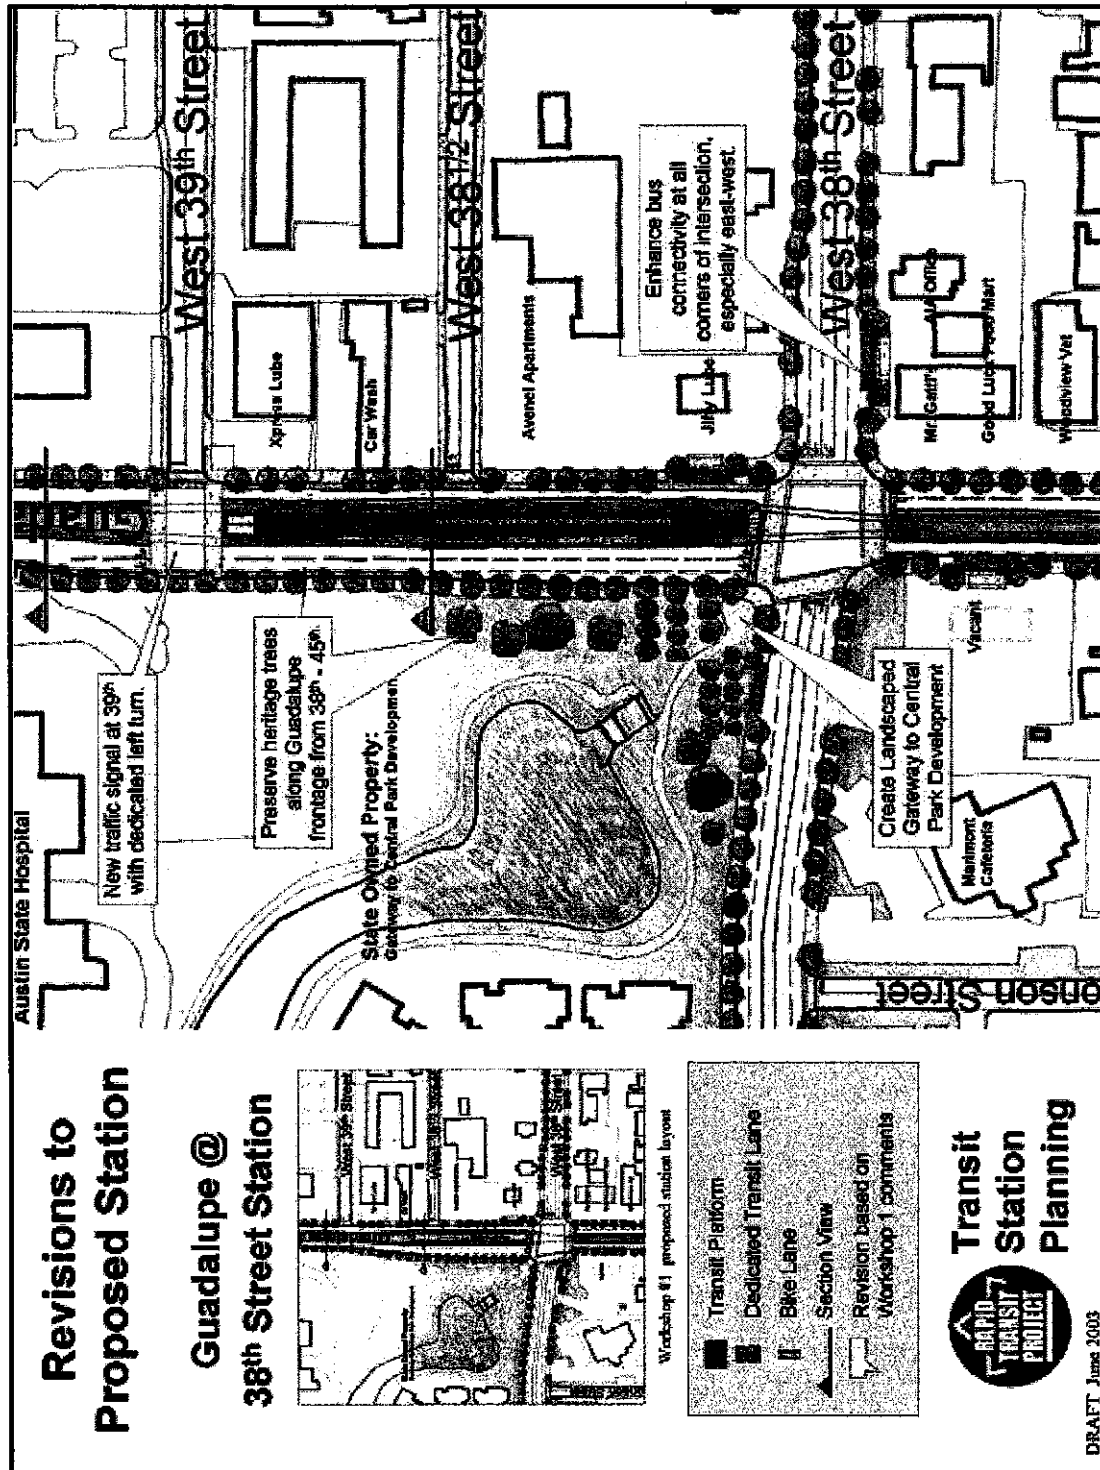 Revisions to
Proposed Station
Guadalupe @
38th Street Station
Workshop #1 proposed station layout
Transit Platform
Dedicated Transit Lane
Bike Lane
Section View
Revision based on
Workshop 1 comments
RAPID
TRANSIT
PROJECT
Transit
Station
Planning
DRAFT June 2003
Austin State Hospital
New traffic signal at 39th
with dedicated left turn.
Preserve heritage trees
along Guadalupe
frontage from 38th - 45th.
State Owned Property:
Gateway to Central Park Developmen
Create Landscaped
Gateway to Central
Park Development
Marimont
Cafeteria
Vacant
West 39th Street
Xpress Lube
Car Wash
West 38 1/2 Street
Avenel Apartments
Enhance bus
connectivity at all
corners of intersection,
especially east-west.
Jiffy Lube
West 38th Street
Mr. Gatti's
AIA Office
Good Luck Food Mart
Woodview Vet
Street